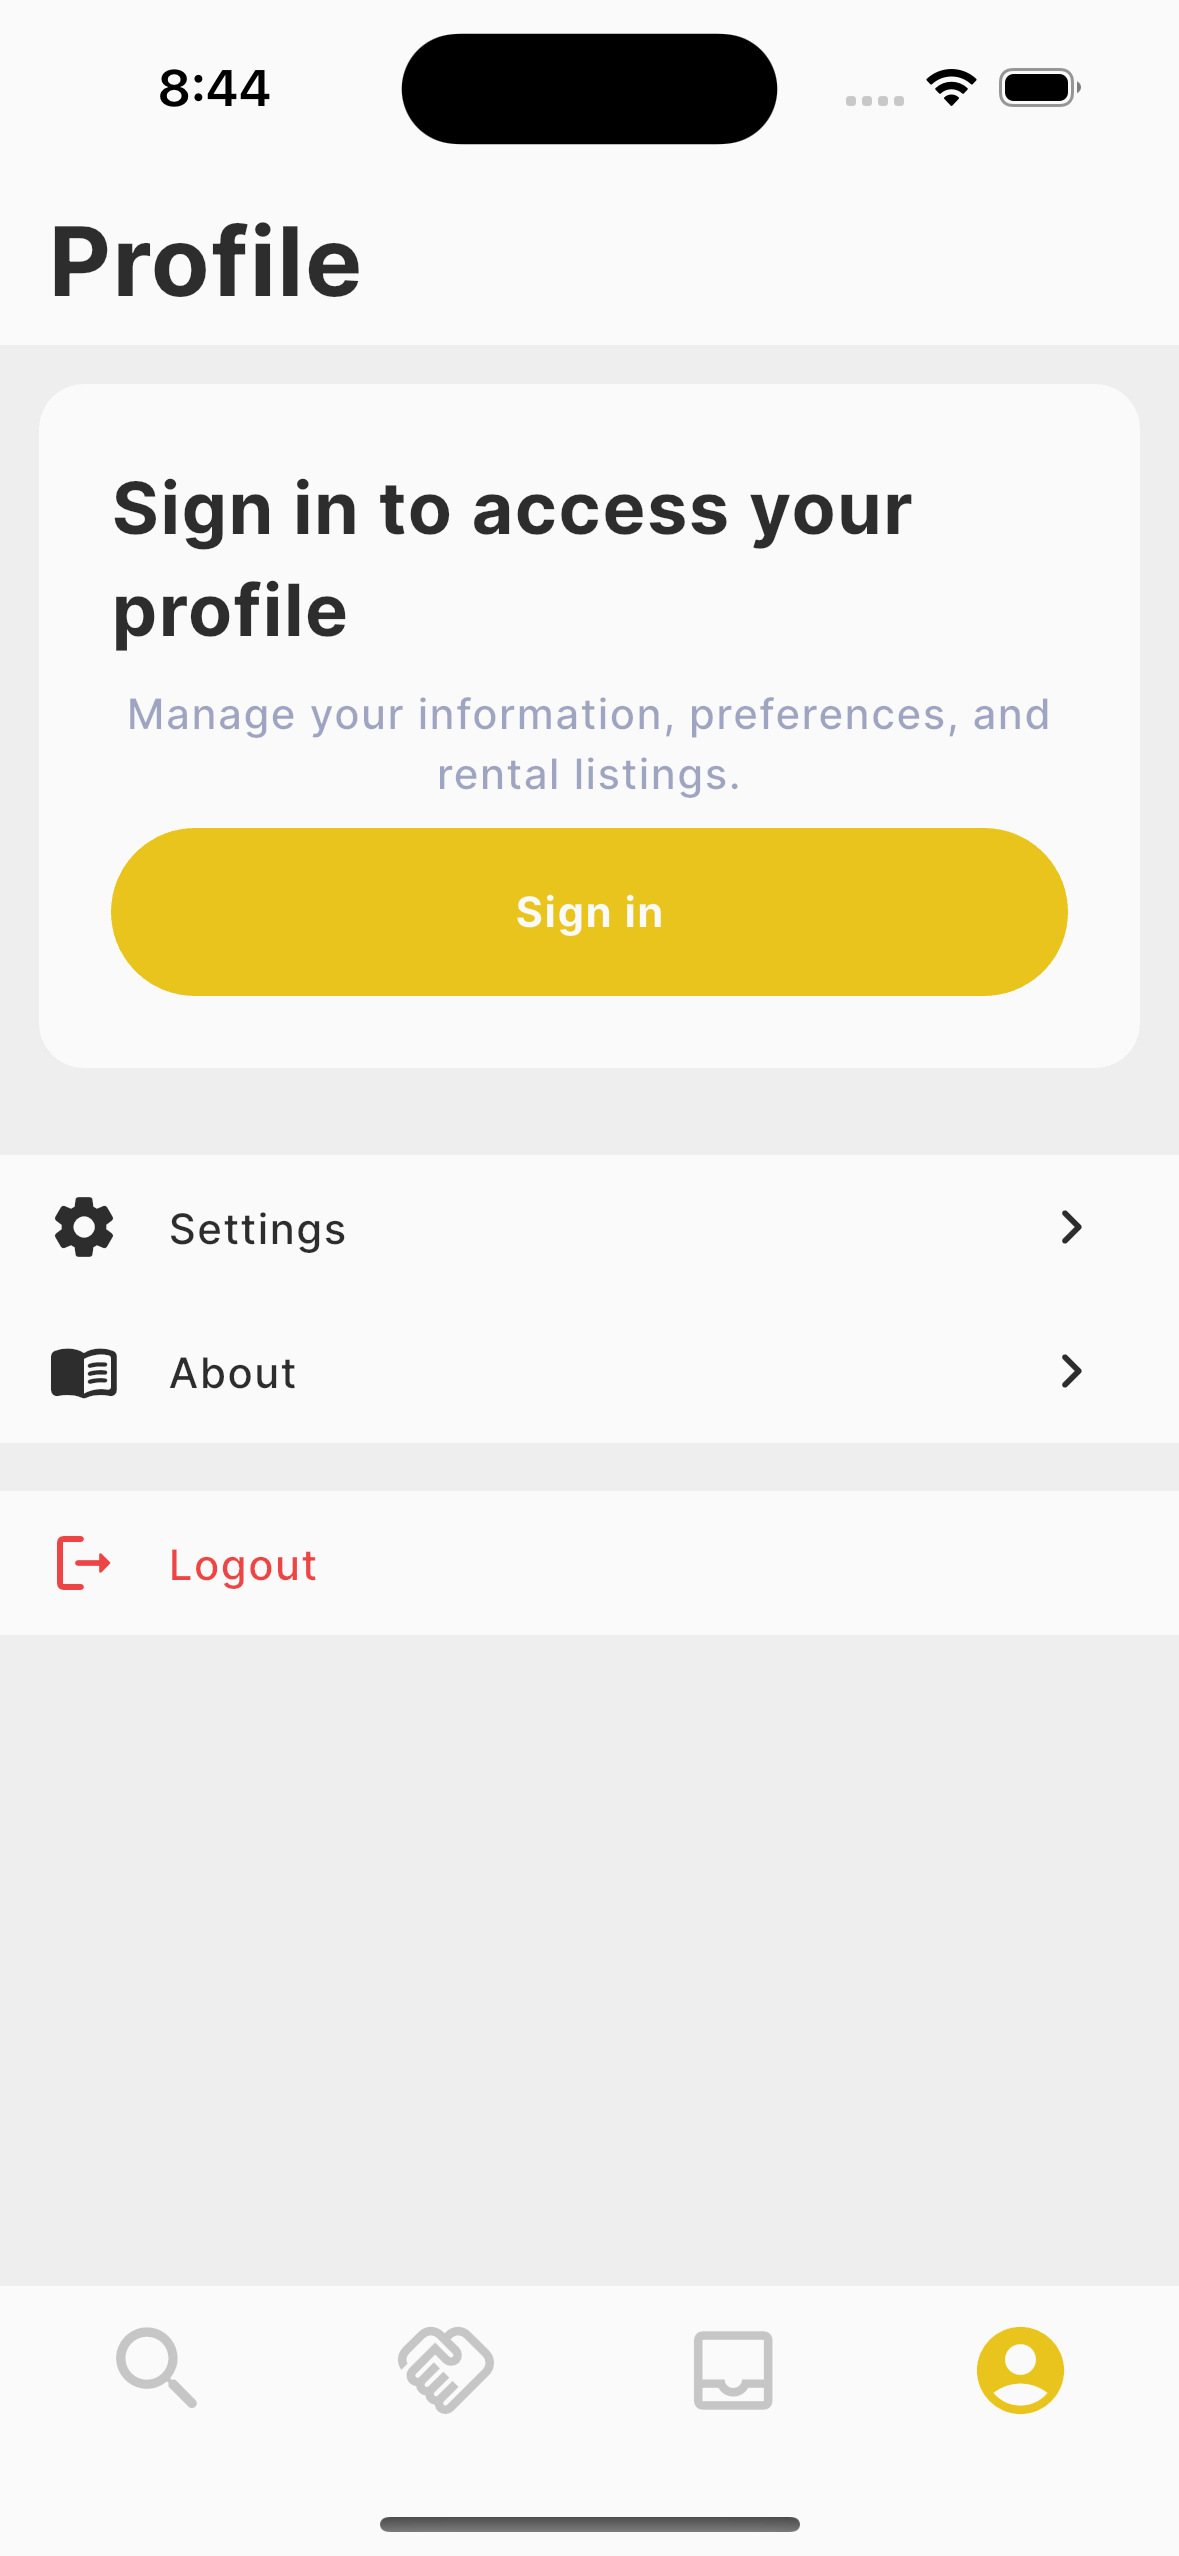 8:44
Profile
Sign in to access your
profile
Manage your information, preferences, and
rental listings.
Sign in
Settings
About
Logout